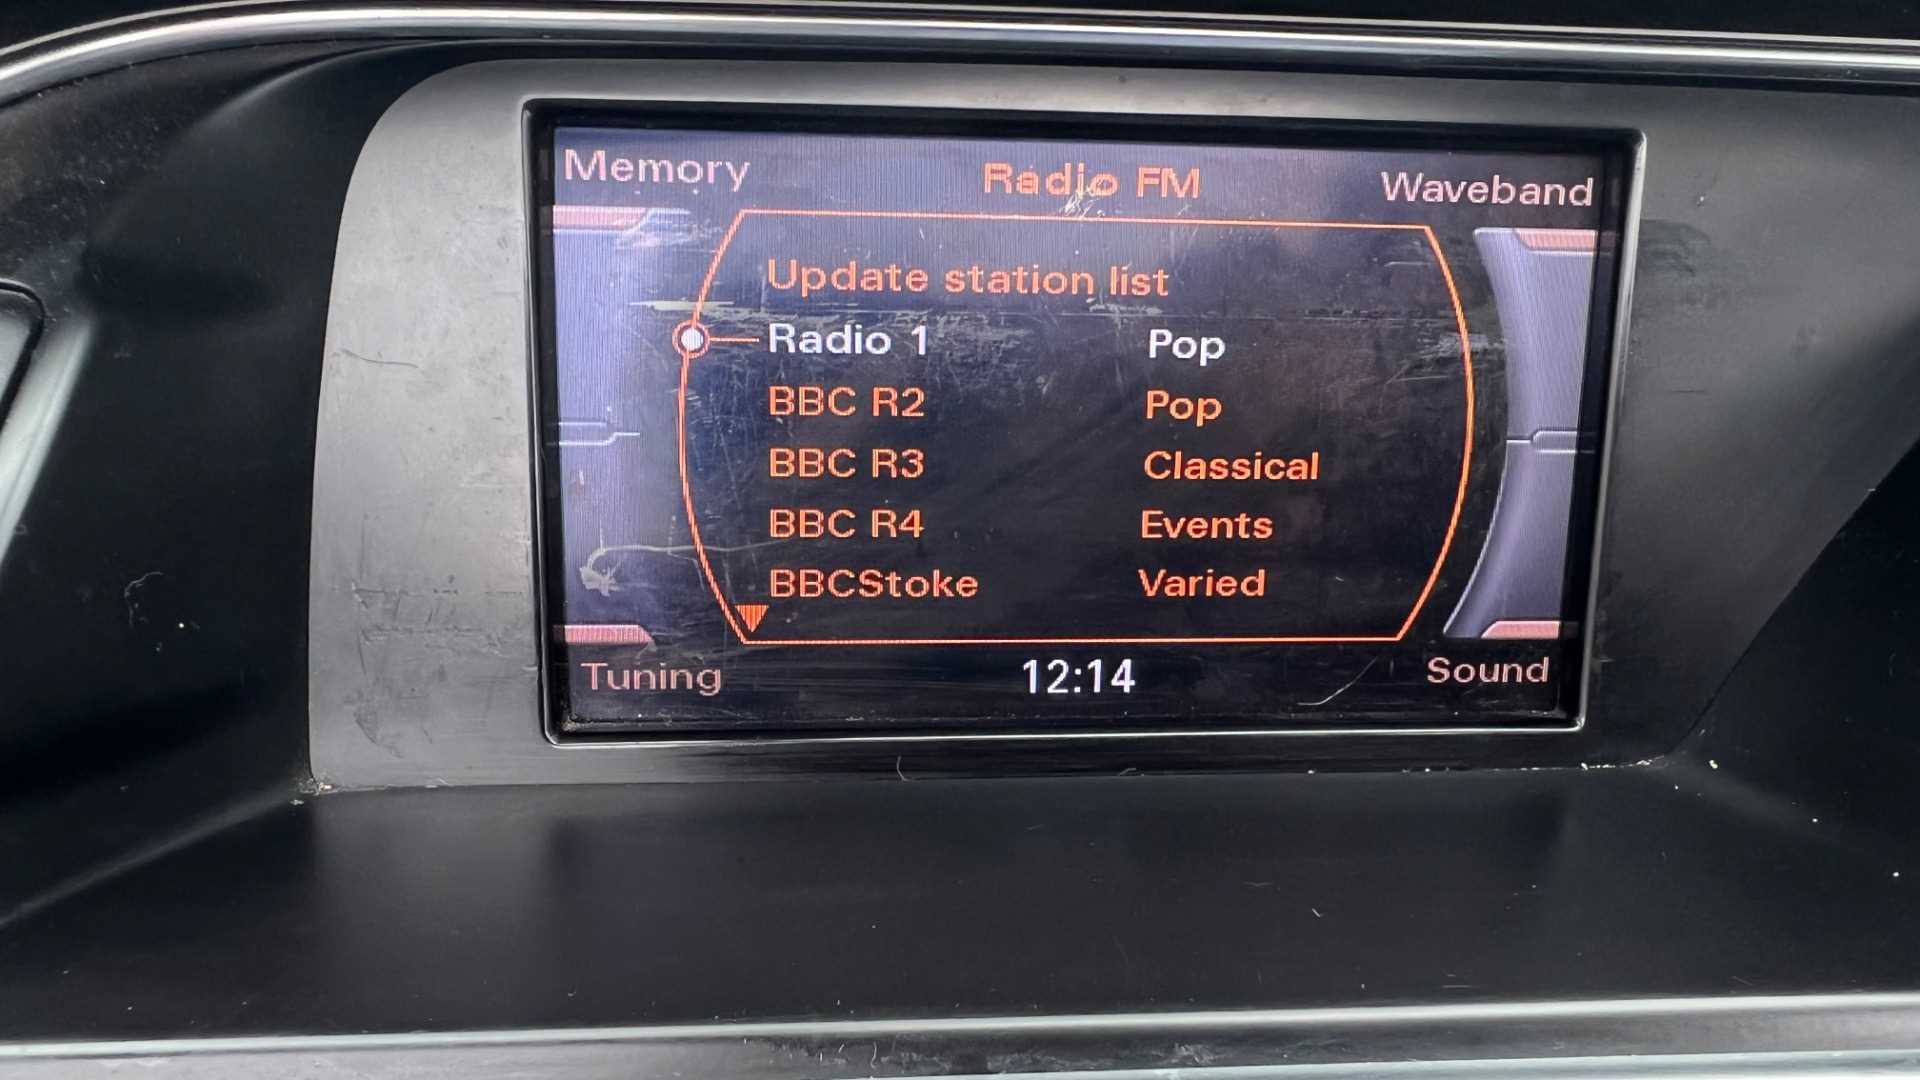 Memory Radio FM Waveband
Update station list
Radio 1 Pop
BBC R2 Pop
BBC R3 Classical
BBC R4 Events
BBCStoke Varied
Tuning 12:14 Sound